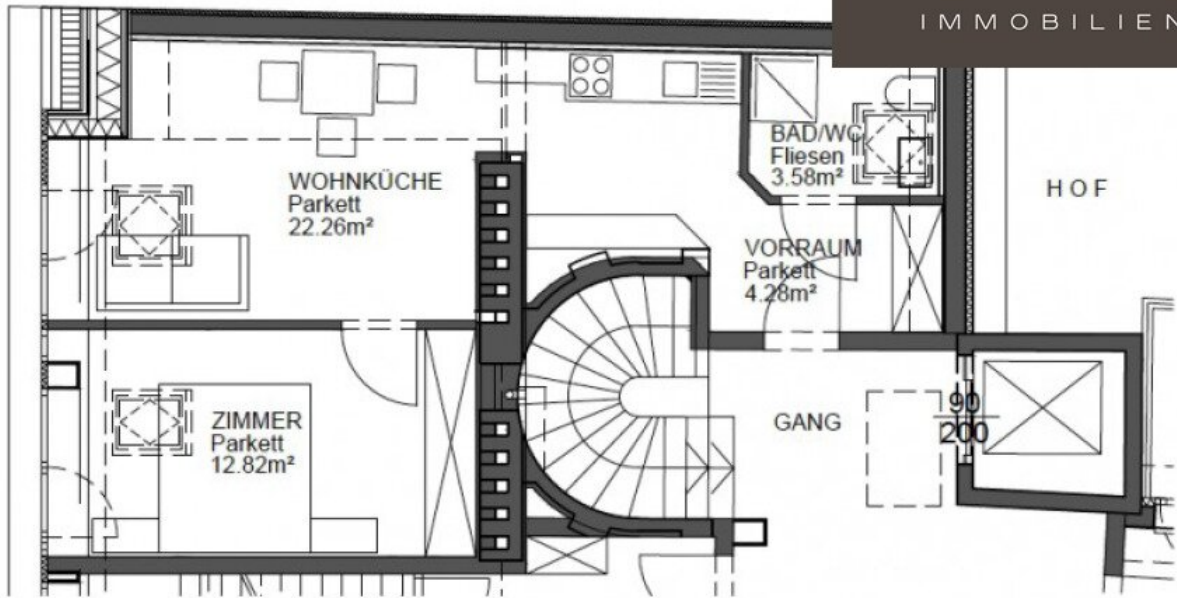 IMMOBILIEN
BAD/WC
Fliesen
3.58m²
WOHNKÜCHE
Parkett
22.26m²
HOF
VORRAUM
Parkett
4.28m²
ZIMMER
Parkett
12.82m²
GANG
90
200